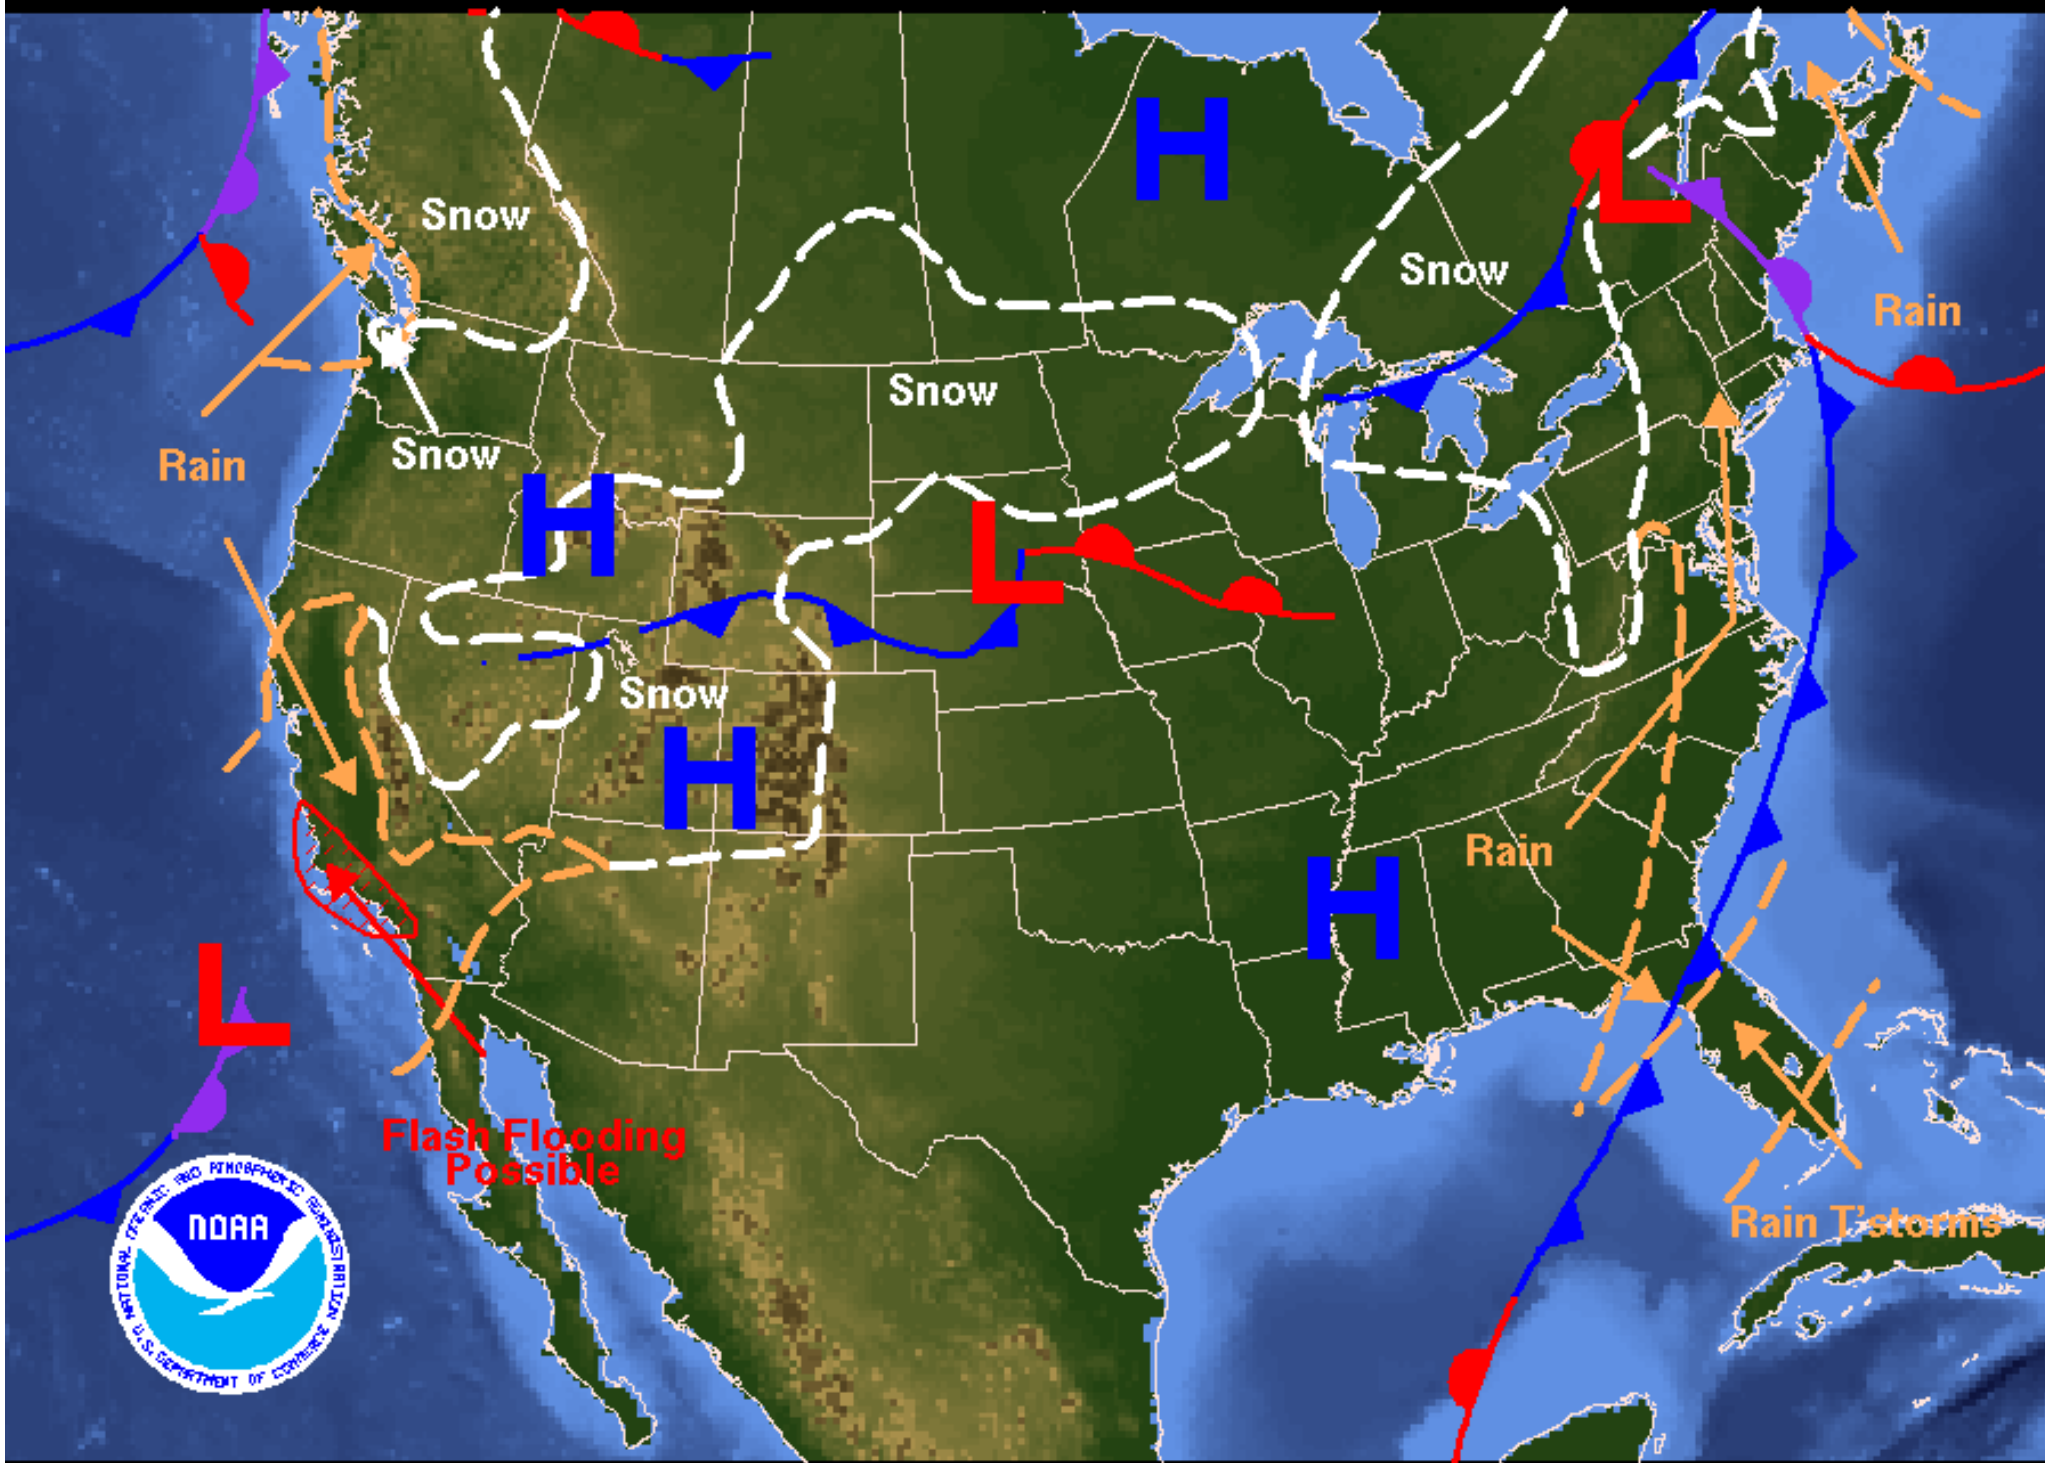 H
L
Snow
Snow
Rain
Rain
Snow
Snow
Rain
H
L
Snow
H
Rain
H
L
Flash Flooding
Possible
NATIONAL OCEANIC AND ATMOSPHERIC ADMINISTRATION
NOAA
U.S. DEPARTMENT OF COMMERCE
Rain T'storms